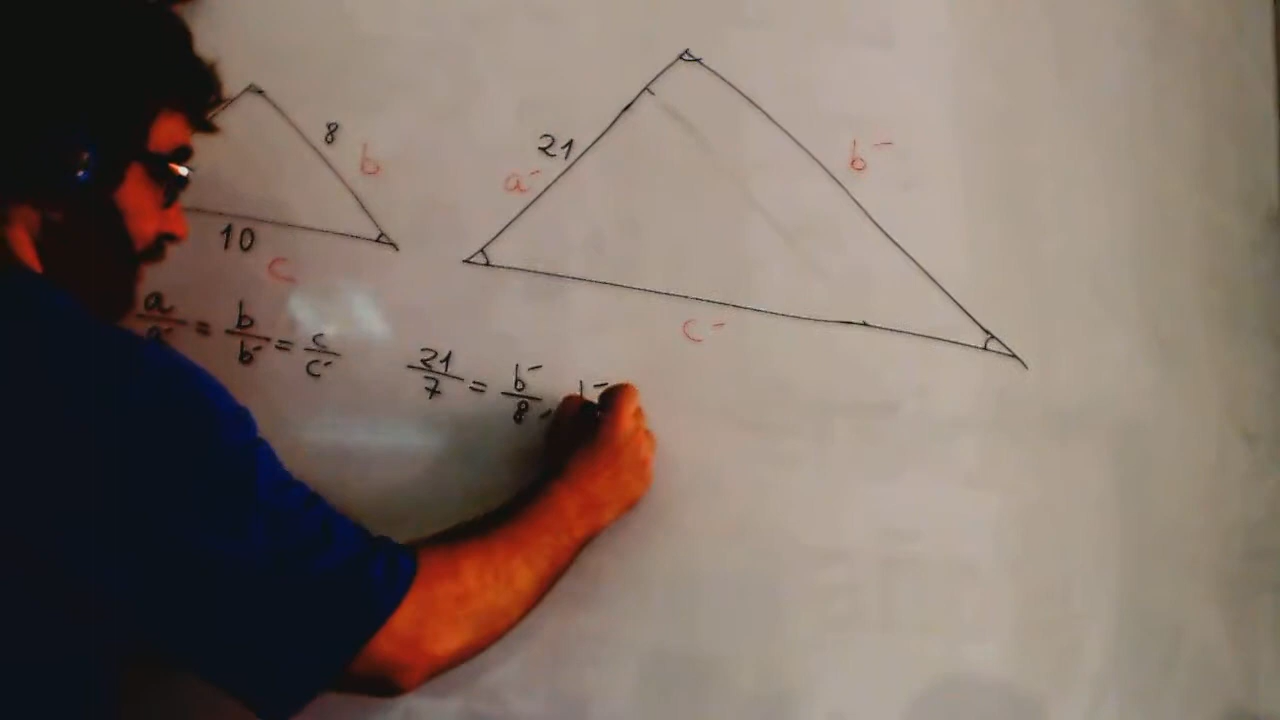 8
b
21
a-
b-
10
c
c-
a/a- = b/b- = c/c-
21/7 = b-/8